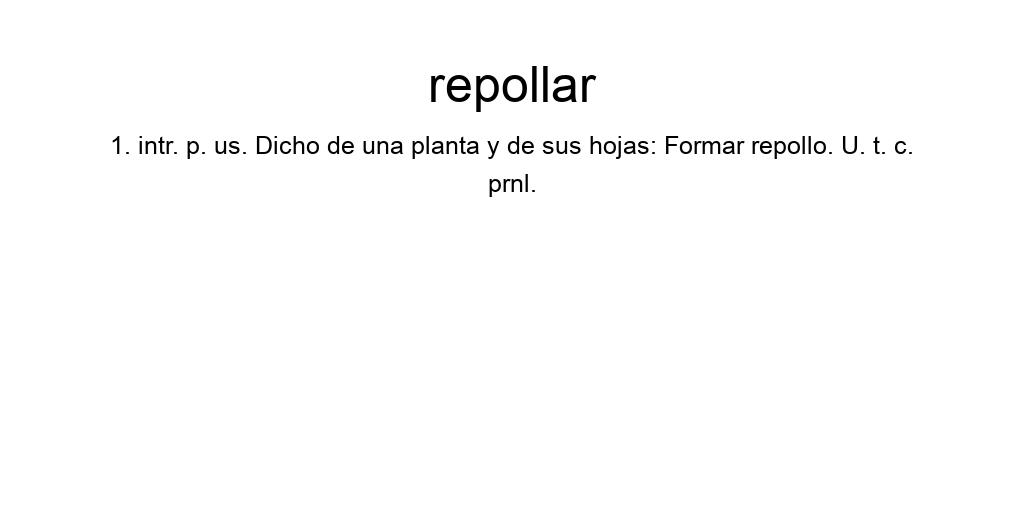 repollar
1. intr. p. us. Dicho de una planta y de sus hojas: Formar repollo. U. t. c.
prnl.